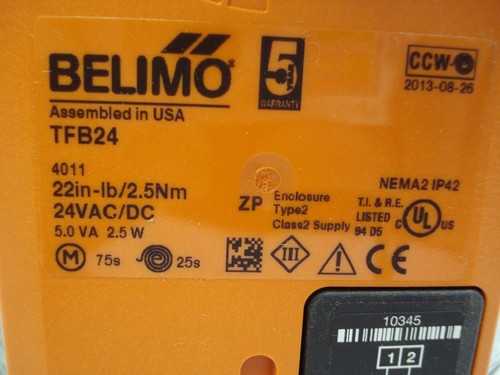 BELIMO®
5 YEAR WARRANTY
CCW
2013-08-26
Assembled in USA
TFB24
4011
22in-lb/2.5Nm
24VAC/DC
5.0 VA 2.5 W
ZP
Enclosure
Type2
Class2 Supply
NEMA2 IP42
T.I. & R.E.
LISTED
94 D5
C UL US
M 75s 25s
III
CE
10345
1 2